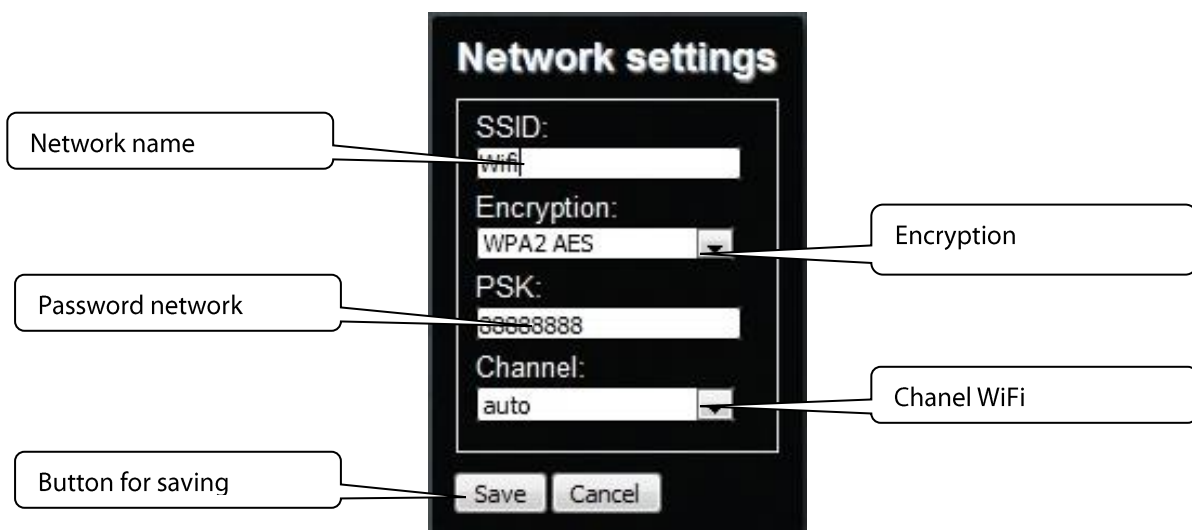 Network settings
SSID:
Network name
Wifi
Encryption:
WPA2 AES
Encryption
PSK:
Password network
88888888
Channel:
auto
Chanel WiFi
Button for saving
Save Cancel